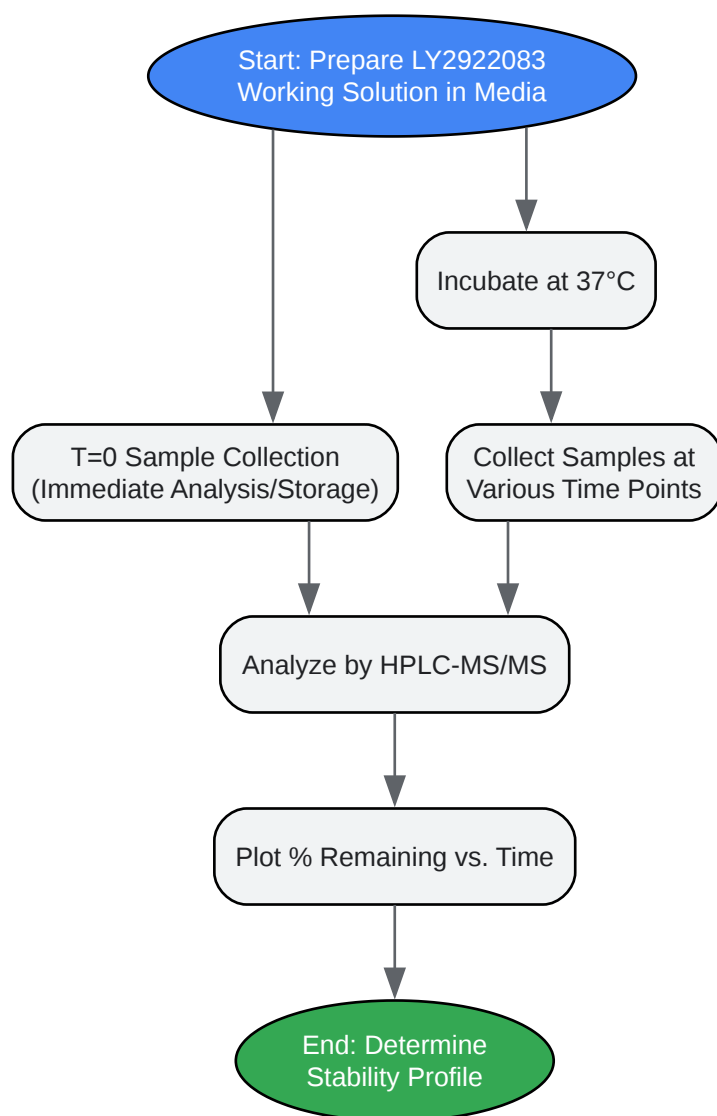 Start: Prepare LY2922083
Working Solution in Media
Incubate at 37°C
T=0 Sample Collection
(Immediate Analysis/Storage)
Collect Samples at
Various Time Points
Analyze by HPLC-MS/MS
Plot % Remaining vs. Time
End: Determine
Stability Profile